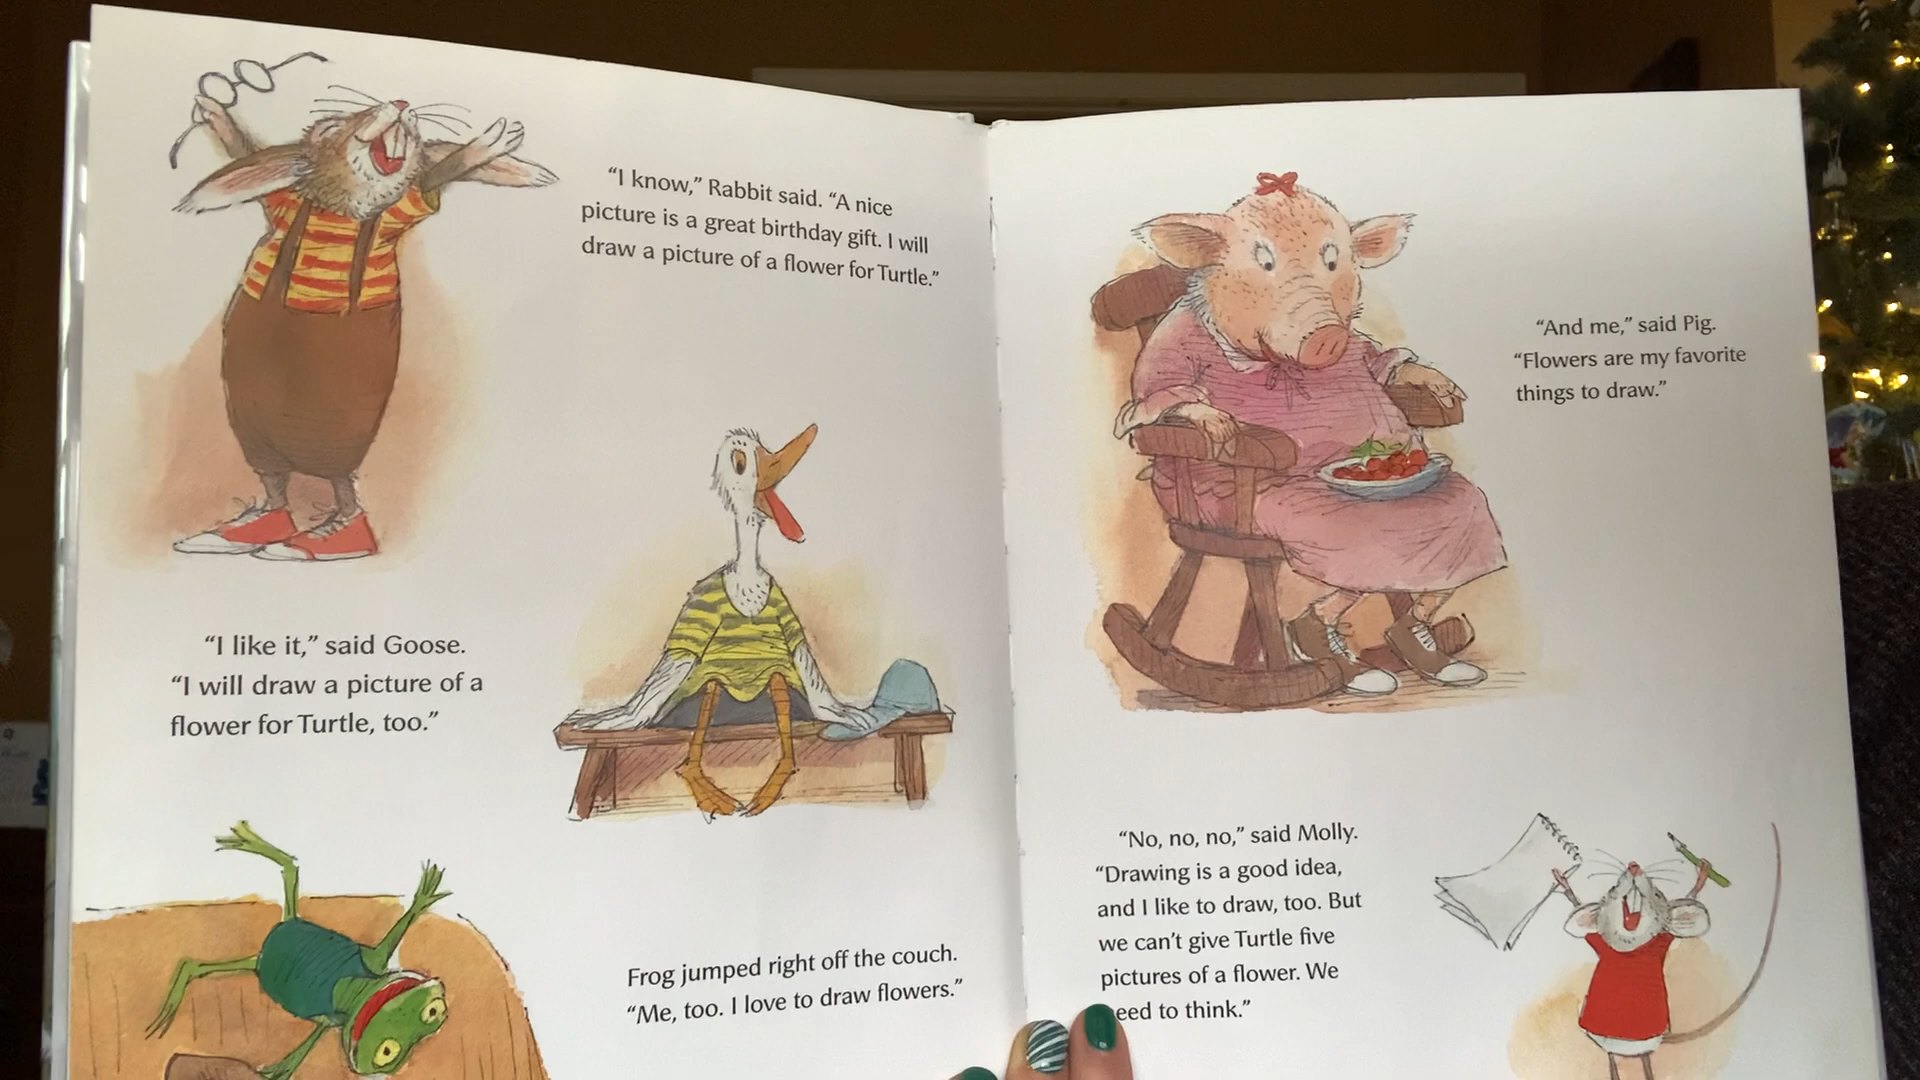 “I know,” Rabbit said. “A nice
picture is a great birthday gift. I will
draw a picture of a flower for Turtle.”
“I like it,” said Goose.
“I will draw a picture of a
flower for Turtle, too.”
Frog jumped right off the couch.
“Me, too. I love to draw flowers.”
“And me,” said Pig.
“Flowers are my favorite
things to draw.”
“No, no, no,” said Molly.
“Drawing is a good idea,
and I like to draw, too. But
we can’t give Turtle five
pictures of a flower. We
eed to think.”